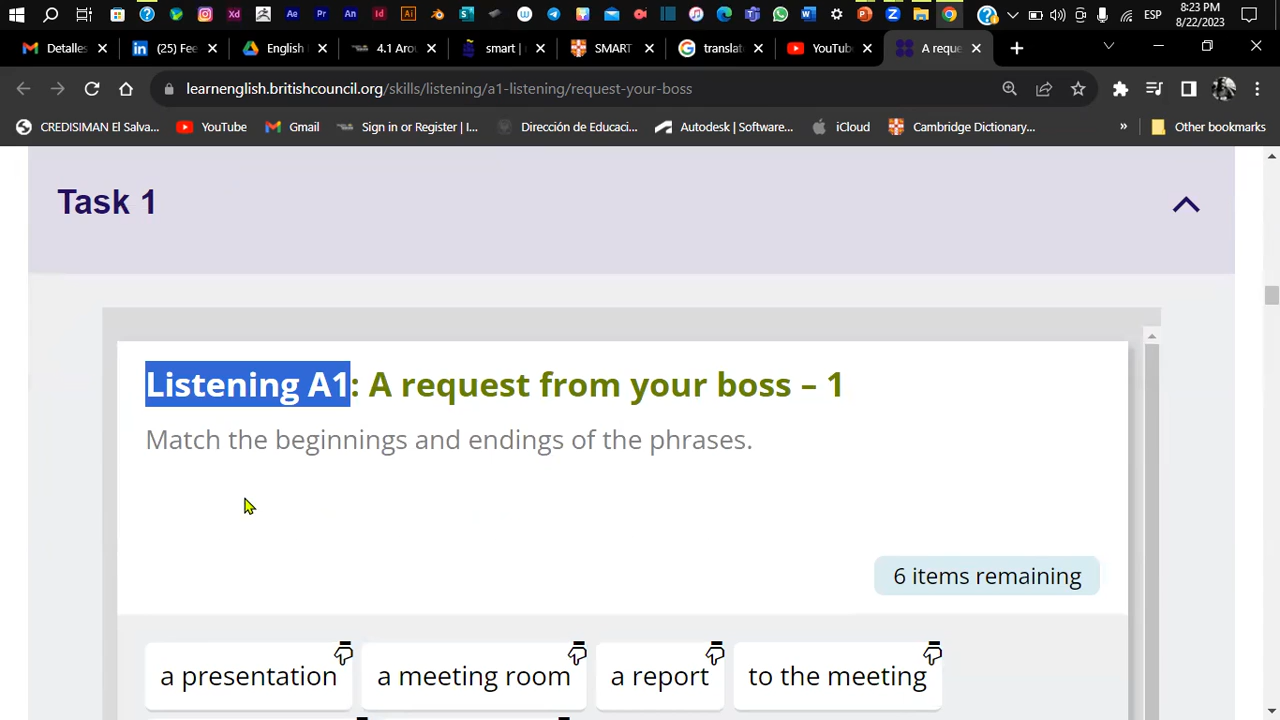 8:23 PM
ESP
8/22/2023
Detalles
(25) Fee
English
4.1 Arou
smart |
SMART
translat
YouTube
A reque
learnenglish.britishcouncil.org/skills/listening/a1-listening/request-your-boss
CREDISIMAN El Salva...
YouTube
Gmail
Sign in or Register | I...
Dirección de Educaci...
Autodesk | Software...
iCloud
Cambridge Dictionary...
»
Other bookmarks
Task 1
Listening A1: A request from your boss – 1
Match the beginnings and endings of the phrases.
6 items remaining
a presentation
a meeting room
a report
to the meeting